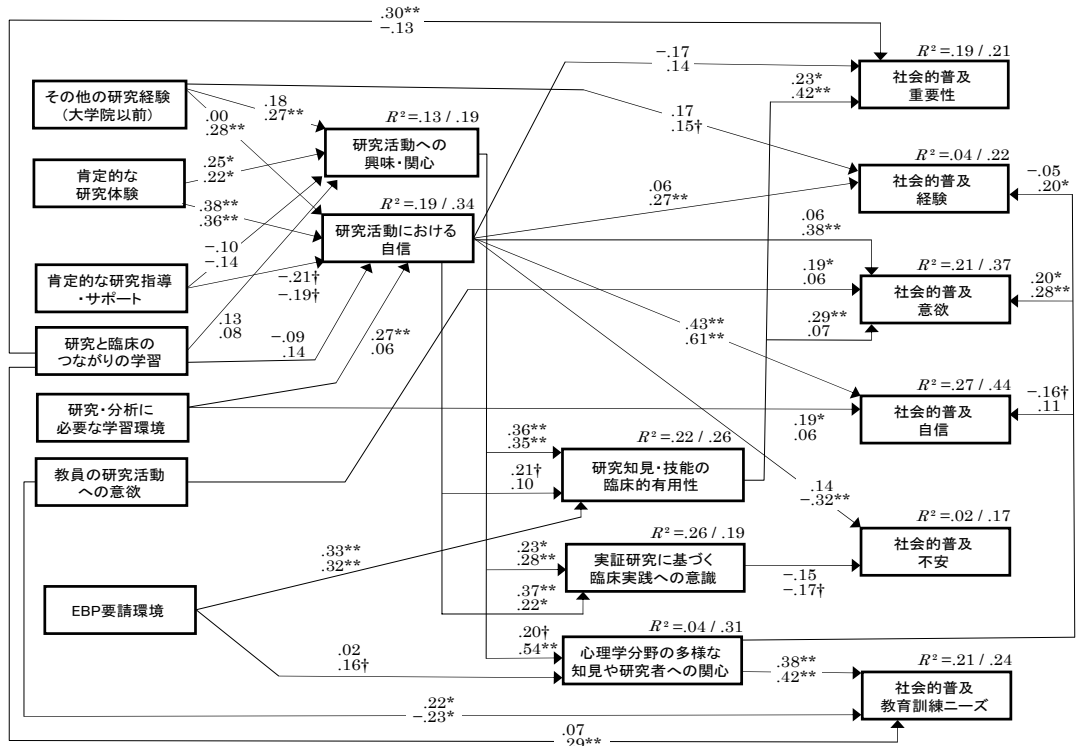 .30**
−.13
R²=.19 / .21
社会的普及
重要性
−.17
.14
.23*
.42**
その他の研究経験
(大学院以前)
.18
.27**
.00
.28**
.17
.15†
R²=.13 / .19
研究活動への
興味・関心
R²=.04 / .22
社会的普及
経験
−.05
.20*
肯定的な
研究体験
.25*
.22*
.38**
.36**
.06
.27**
R²=.19 / .34
研究活動における
自信
.06
.38**
−.10
−.14
肯定的な研究指導
・サポート
−.21†
−.19†
.19*
.06
R²=.21 / .37
社会的普及
意欲
.20*
.28**
.13
.08
研究と臨床の
つながりの学習
−.09
.14
.27**
.06
.43**
.61**
.29**
.07
研究・分析に
必要な学習環境
R²=.27 / .44
社会的普及
自信
−.16†
.11
.19*
.06
教員の研究活動
への意欲
.36**
.35**
.21†
.10
R²=.22 / .26
研究知見・技能の
臨床的有用性
.14
−.32**
R²=.02 / .17
社会的普及
不安
.33**
.32**
.23*
.28**
.37**
.22*
R²=.26 / .19
実証研究に基づく
臨床実践への意識
−.15
−.17†
EBP要請環境
.02
.16†
.20†
.54**
R²=.04 / .31
心理学分野の多様な
知見や研究者への関心
.38**
.42**
R²=.21 / .24
社会的普及
教育訓練ニーズ
.22*
−.23*
.07
.29**